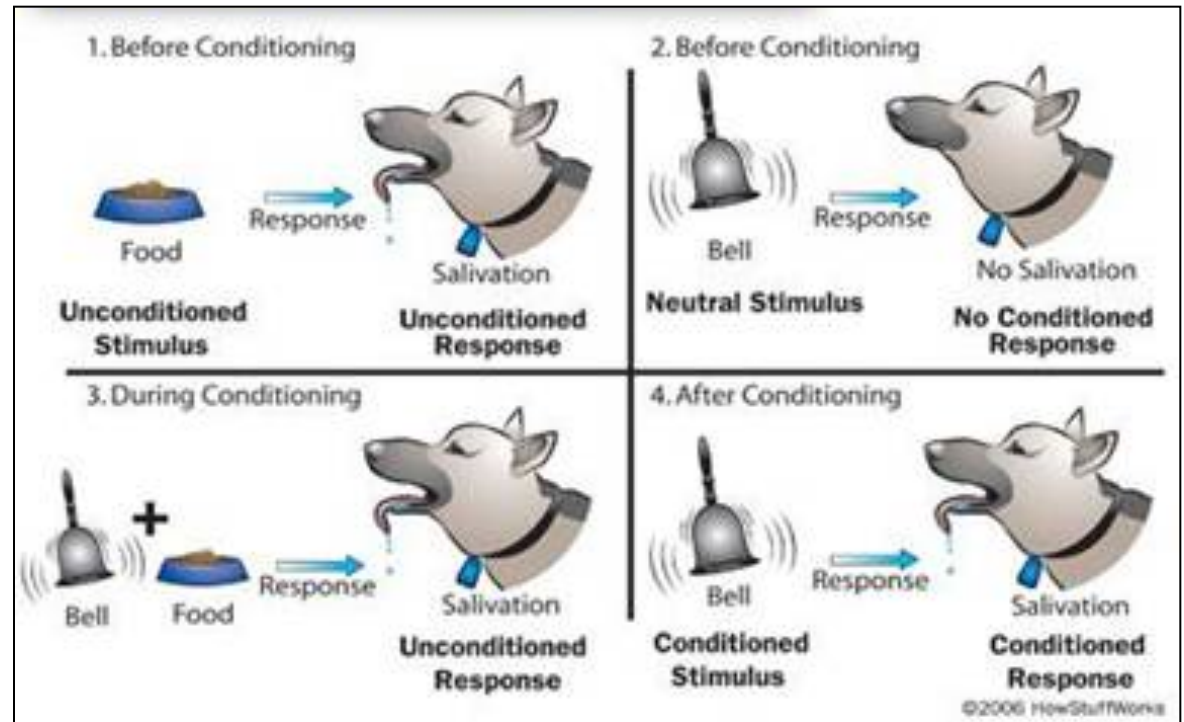 1. Before Conditioning
Food
Response
Salivation
Unconditioned
Stimulus
Unconditioned
Response
2. Before Conditioning
Bell
Response
No Salivation
Neutral Stimulus
No Conditioned
Response
3. During Conditioning
+
Bell
Food
Response
Salivation
Unconditioned
Response
4. After Conditioning
Bell
Response
Salivation
Conditioned
Stimulus
Conditioned
Response
©2006 HowStuffWorks